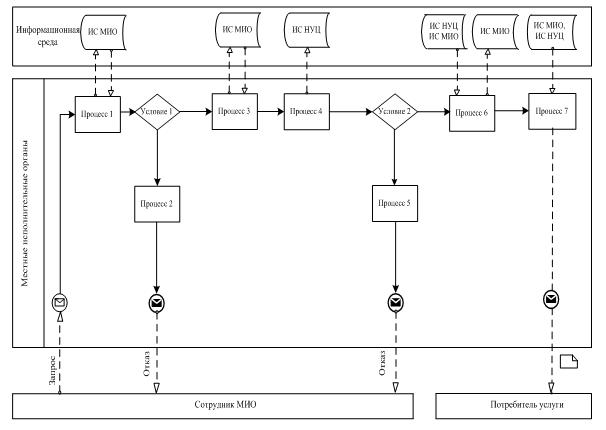 Информационная
среда
ИС МИО
ИС МИО
ИС НУЦ
ИС НУЦ
ИС МИО
ИС МИО
ИС МИО,
ИС НУЦ
Местные исполнительные органы
Процесс 1
Условие 1
Процесс 3
Процесс 4
Условие 2
Процесс 6
Процесс 7
Процесс 2
Процесс 5
Запрос
Отказ
Отказ
Сотрудник МИО
Потребитель услуги